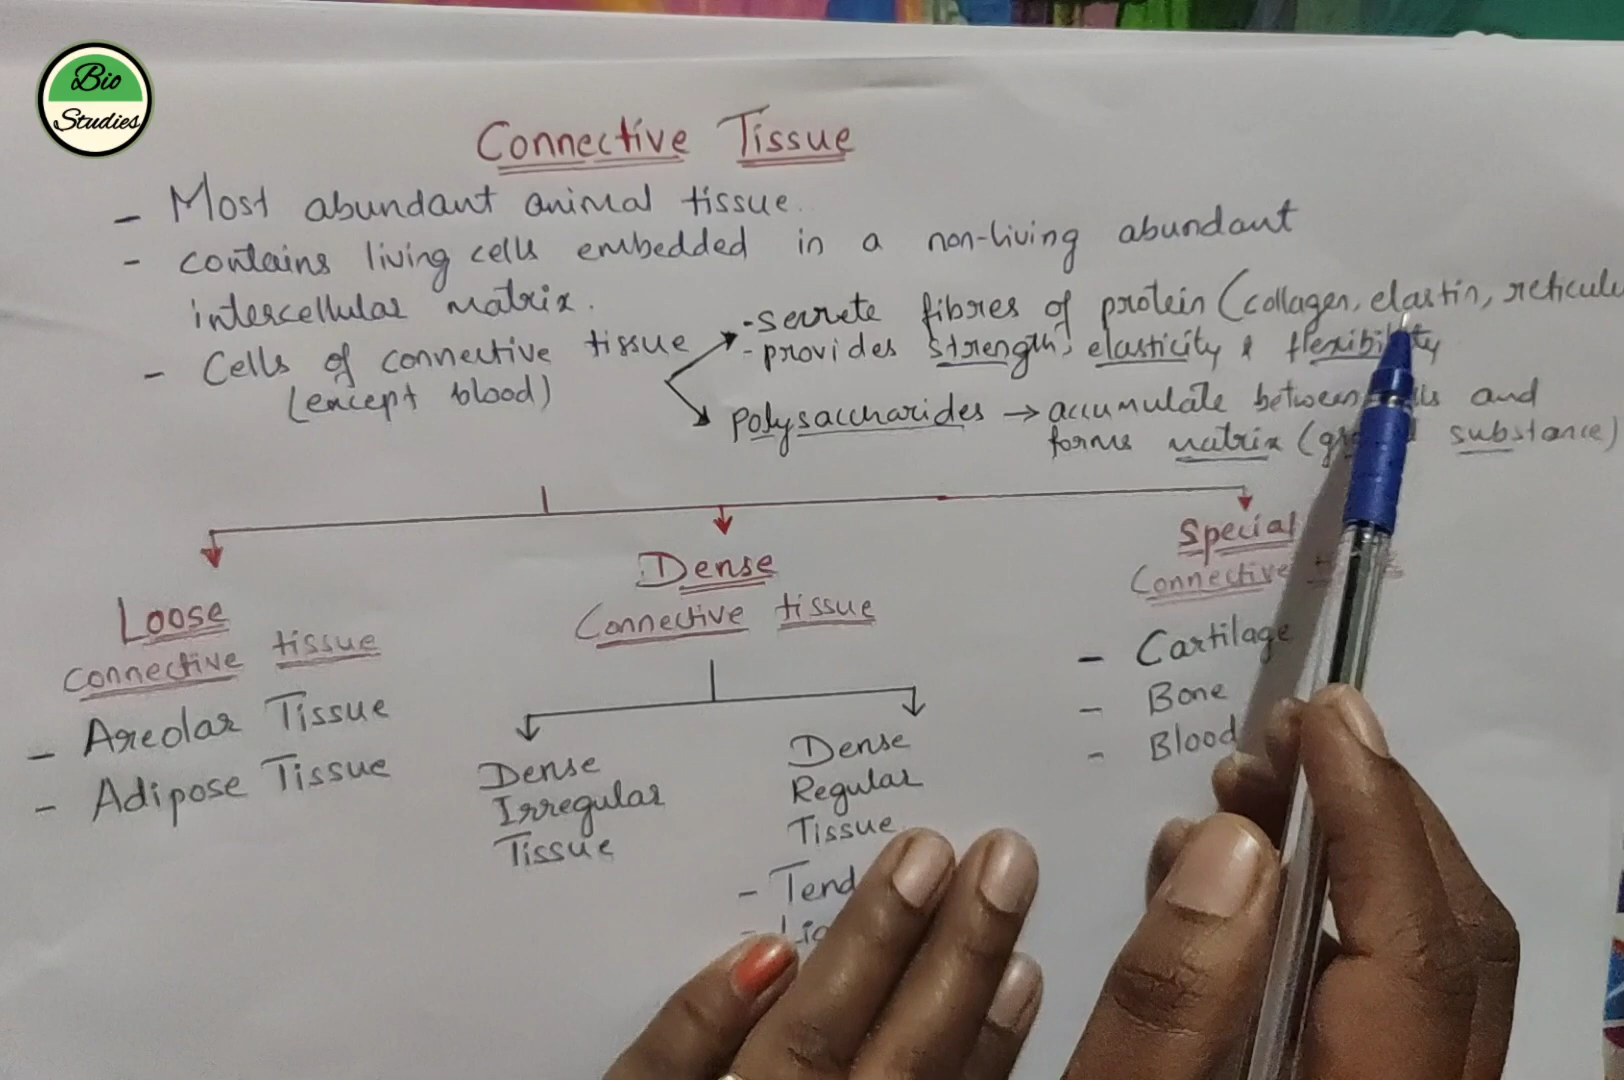 Bio
Studies
Connective Tissue
- Most abundant animal tissue.
- contains living cells embedded in a non-living abundant
intercellular matrix.
- Cells of connective tissue
(except blood)
- secrete fibres of protein (collagen, elastin,
- provides strength, elasticity & flexibility
Polysaccharides → accumulate between and
forms matrix ( substance)
Loose
connective tissue
- Areolar Tissue
- Adipose Tissue
Dense
Connective tissue
Dense
Irregular
Tissue
Dense
Regular
Tissue
- Tend
- Lig
Special
Connective
- Cartilage
- Bone
- Blood